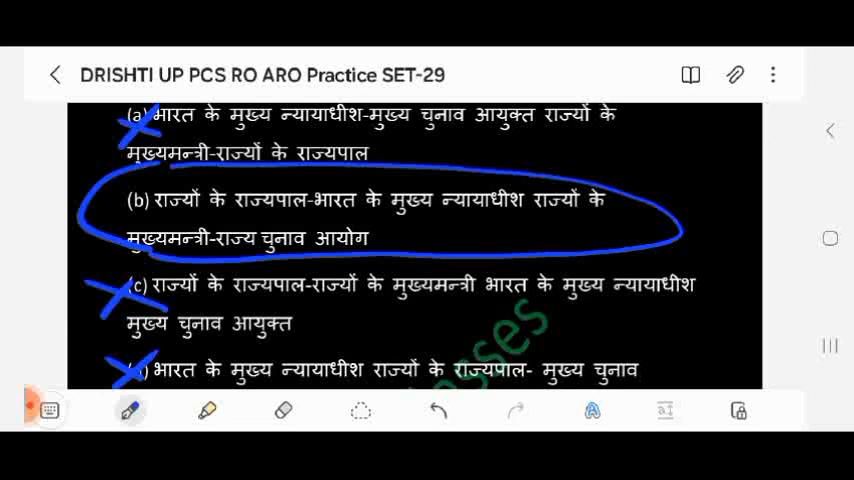 DRISHTI UP PCS RO ARO Practice SET-29
(a) भारत के मुख्य न्यायाधीश-मुख्य चुनाव आयुक्त राज्यों के
मुख्यमन्त्री-राज्यों के राज्यपाल
(b) राज्यों के राज्यपाल-भारत के मुख्य न्यायाधीश राज्यों के
मुख्यमन्त्री-राज्य चुनाव आयोग
(c) राज्यों के राज्यपाल-राज्यों के मुख्यमन्त्री भारत के मुख्य न्यायाधीश
मुख्य चुनाव आयुक्त
भारत के मुख्य न्यायाधीश राज्यों के राज्यपाल- मुख्य चुनाव